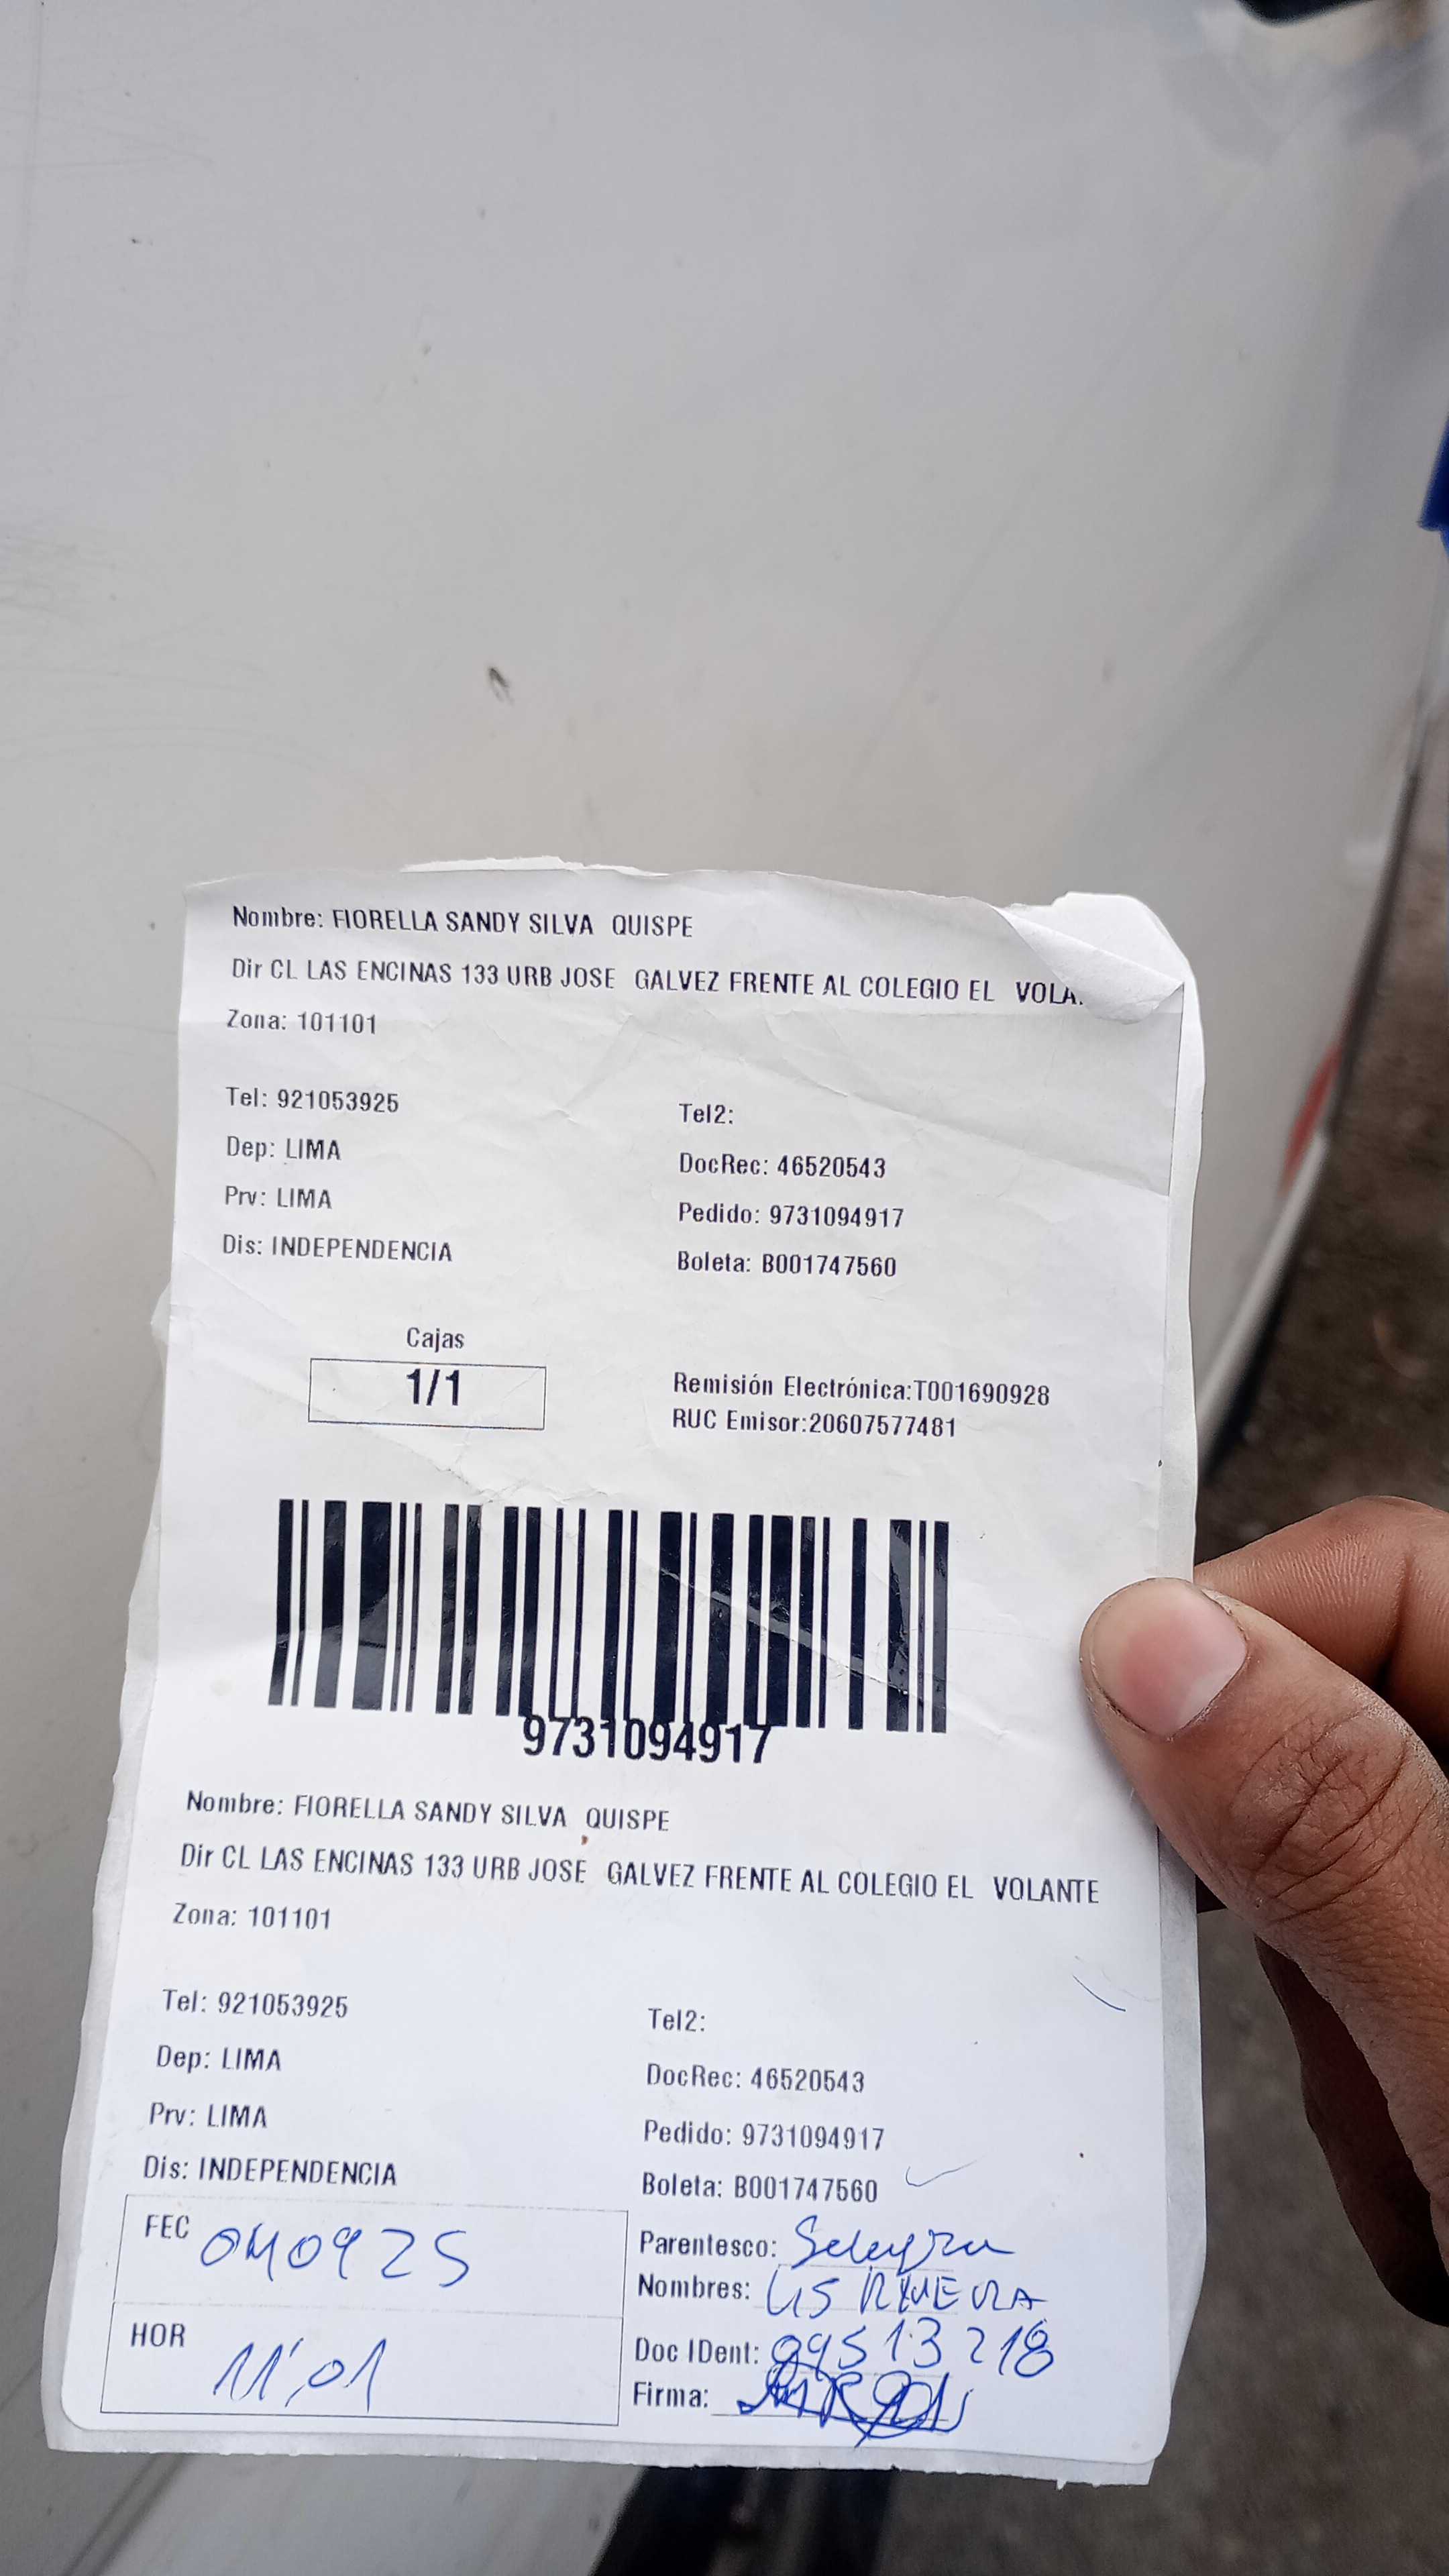 Nombre: FIORELLA SANDY SILVA QUISPE
Dir CL LAS ENCINAS 133 URB JOSE GALVEZ FRENTE AL COLEGIO EL VOLA
Zona: 101101
Tel: 921053925
Tel2:
Dep: LIMA
DocRec: 46520543
Prv: LIMA
Pedido: 9731094917
Dis: INDEPENDENCIA
Boleta: B001747560
Cajas
1/1
Remisión Electrónica:T001690928
RUC Emisor:20607577481
9731094917
Nombre: FIORELLA SANDY SILVA QUISPE
Dir CL LAS ENCINAS 133 URB JOSE GALVEZ FRENTE AL COLEGIO EL VOLANTE
Zona: 101101
Tel: 921053925
Tel2:
Dep: LIMA
DocRec: 46520543
Prv: LIMA
Pedido: 9731094917
Dis: INDEPENDENCIA
Boleta: B001747560
FEC 040925
Parentesco:
Nombres:
HOR 11:01
Doc IDent: 09513218
Firma: